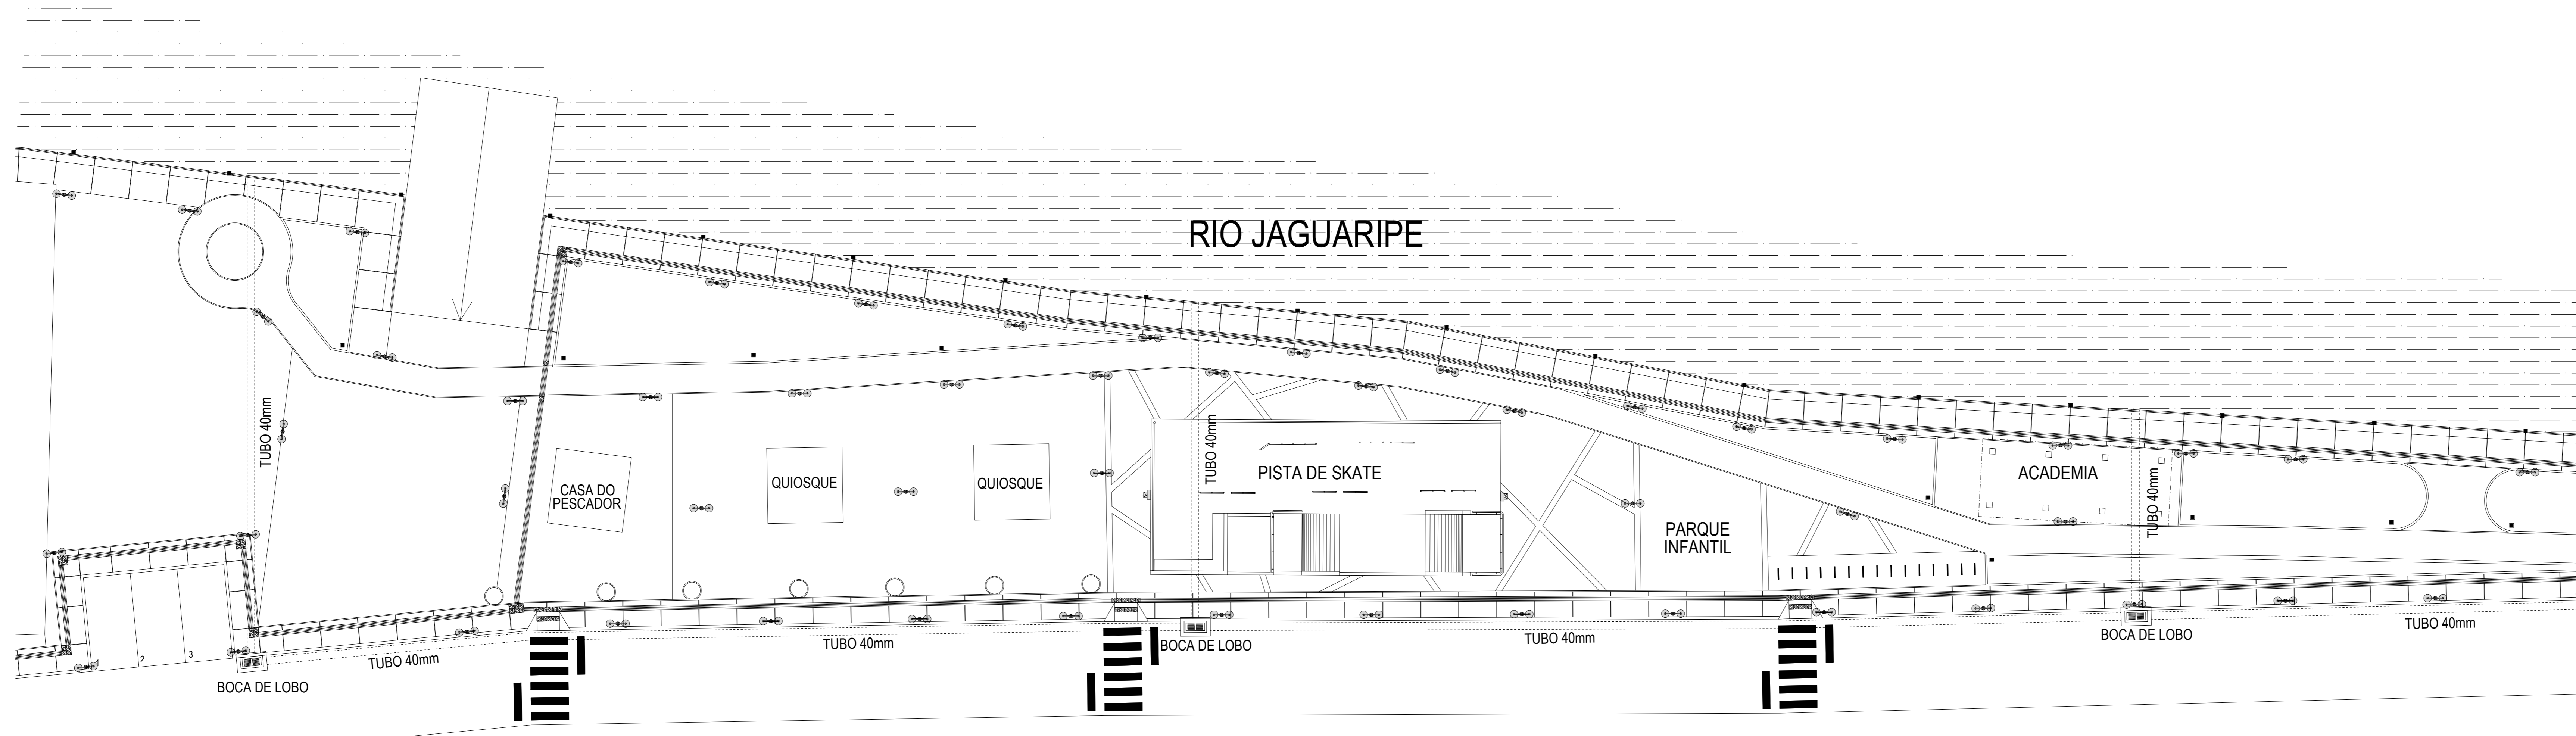 RIO JAGUARIPE
TUBO 40mm
TUBO 40mm
TUBO 40mm
CASA DO
PESCADOR
QUIOSQUE
QUIOSQUE
PISTA DE SKATE
ACADEMIA
PARQUE
INFANTIL
1
2
3
BOCA DE LOBO
TUBO 40mm
TUBO 40mm
BOCA DE LOBO
TUBO 40mm
BOCA DE LOBO
TUBO 40mm